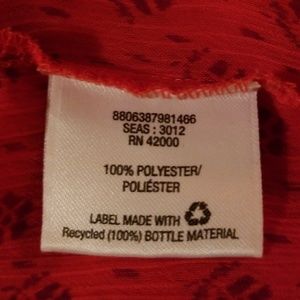 8806387981466
SEAS : 3012
RN 42000
100% POLYESTER/
POLIÉSTER
LABEL MADE WITH
Recycled (100%) BOTTLE MATERIAL